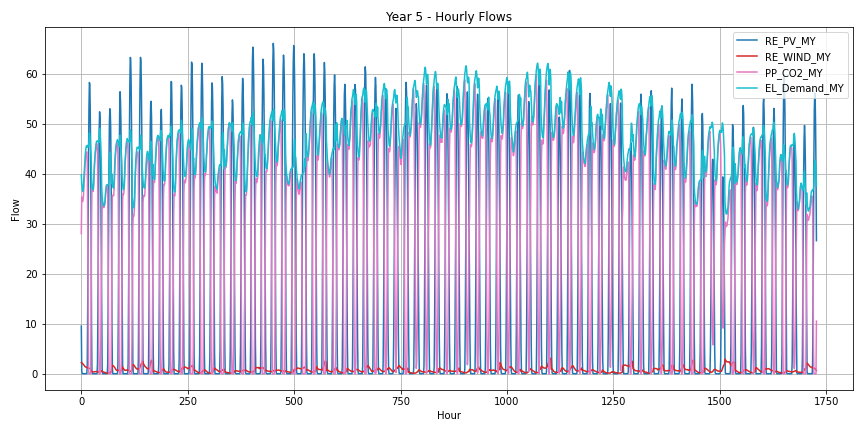 Year 5 - Hourly Flows
RE_PV_MY
RE_WIND_MY
PP_CO2_MY
EL_Demand_MY
Flow
60
50
40
30
20
10
0
0
250
500
750
1000
1250
1500
1750
Hour